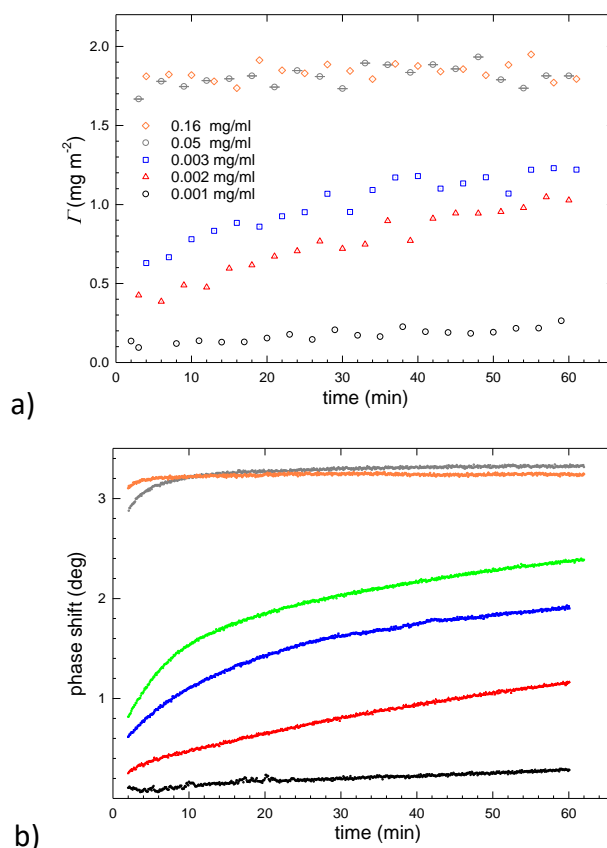 2.0
1.5
1.0
0.5
0.0
Γ (mg m⁻²)
0.16 mg/ml
0.05 mg/ml
0.003 mg/ml
0.002 mg/ml
0.001 mg/ml
0 10 20 30 40 50 60
time (min)
a)
3
2
1
phase shift (deg)
0 10 20 30 40 50 60
time (min)
b)